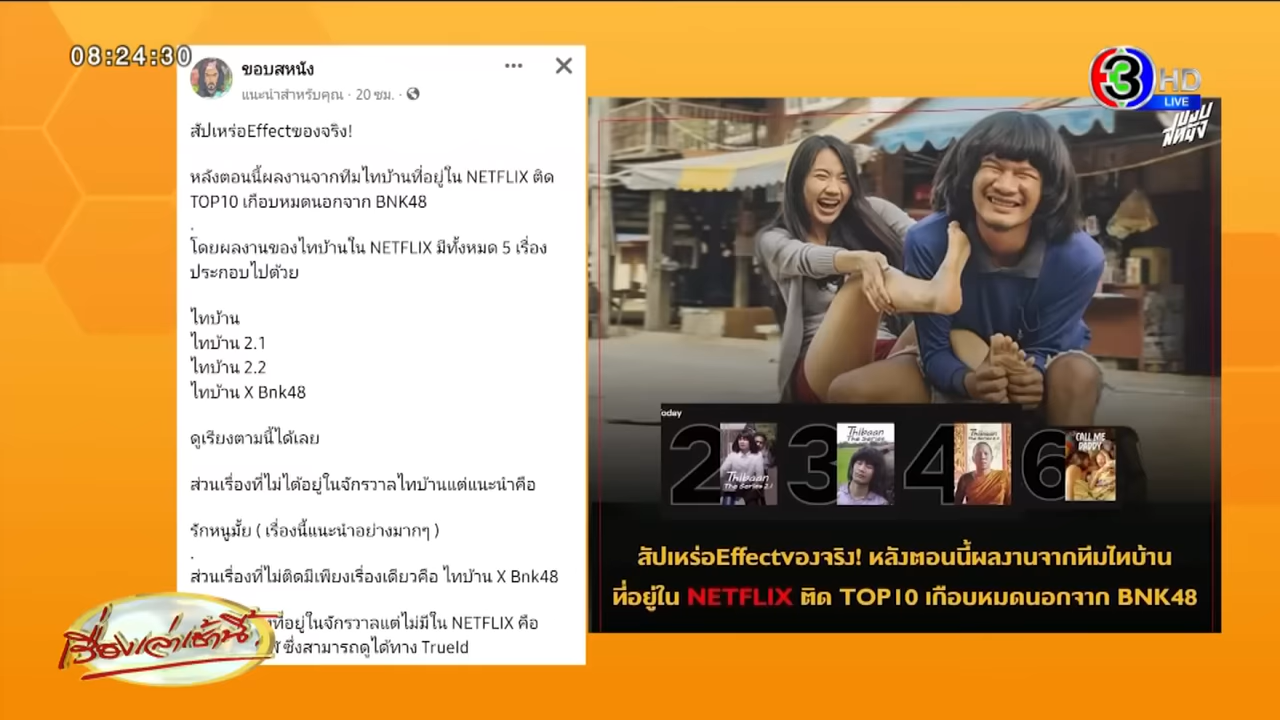 08:24:30
ขอบสหนัง
แนะนำสำหรับคุณ · 20 ชม. ·
สัปเหร่อEffectของจริง!
หลังตอนนี้ผลงานจากทีมไทบ้านที่อยู่ใน NETFLIX ติด
TOP10 เกือบหมดนอกจาก BNK48
.
โดยผลงานของไทบ้านใน NETFLIX มีทั้งหมด 5 เรื่อง
ประกอบไปด้วย
ไทบ้าน
ไทบ้าน 2.1
ไทบ้าน 2.2
ไทบ้าน X Bnk48
ดูเรียงตามนี้ได้เลย
ส่วนเรื่องที่ไม่ได้อยู่ในจักรวาลไทบ้านแต่แนะนำคือ
รักหนูมั้ย ( เรื่องนี้แนะนำอย่างมากๆ )
.
ส่วนเรื่องที่ไม่ติดมีเพียงเรื่องเดียวคือ ไทบ้าน X Bnk48
ที่อยู่ในจักรวาลแต่ไม่มีใน NETFLIX คือ
ซึ่งสามารถดูได้ทาง TrueId
เรื่องเล่าเช้านี้
3 HD
LIVE
oday
2 3 4 6
Thibaan
The Series 2.1
Thibaan
The Series
Thibaan
CALL ME
DADDY
สัปเหร่อEffectของจริง! หลังตอนนี้ผลงานจากทีมไทบ้าน
ที่อยู่ใน NETFLIX ติด TOP10 เกือบหมดนอกจาก BNK48